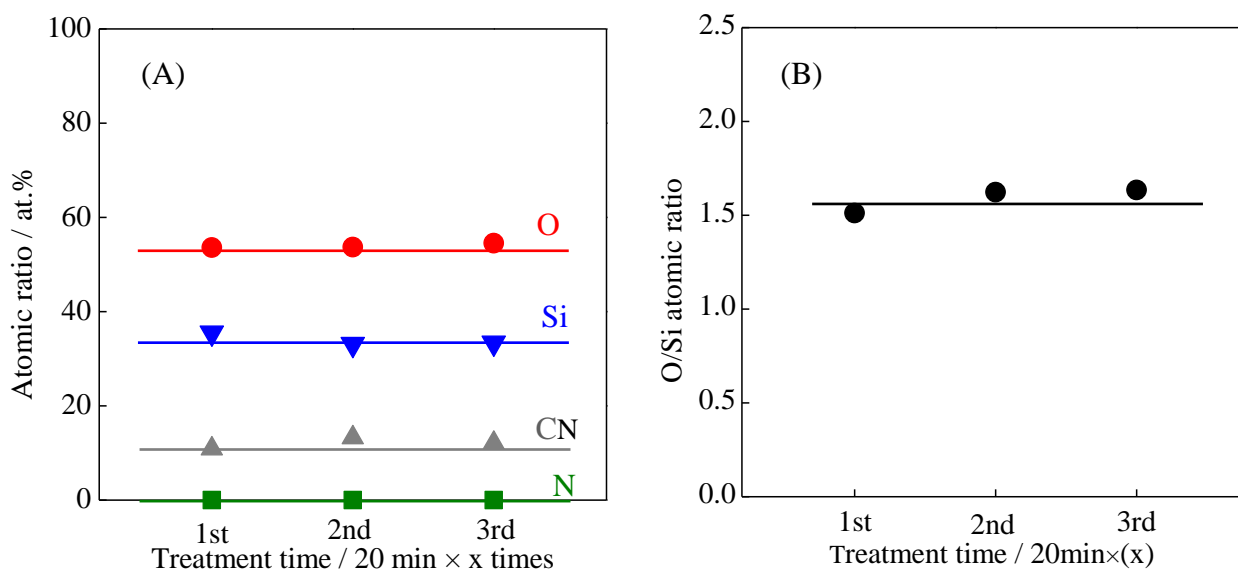 (A)
Atomic ratio / at.%
100
80
60
40
20
0
O
Si
CN
N
1st 2nd 3rd
Treatment time / 20 min × x times
(B)
O/Si atomic ratio
2.5
2.0
1.5
1.0
0.5
0.0
1st 2nd 3rd
Treatment time / 20min×(x)